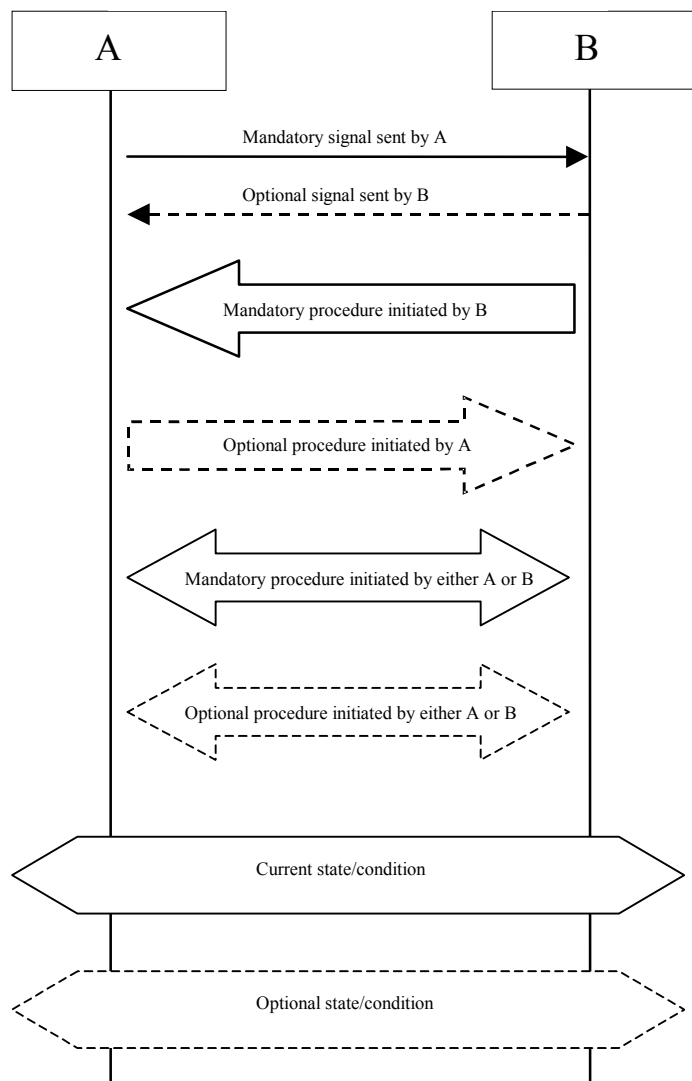 A
B
Mandatory signal sent by A
Optional signal sent by B
Mandatory procedure initiated by B
Optional procedure initiated by A
Mandatory procedure initiated by either A or B
Optional procedure initiated by either A or B
Current state/condition
Optional state/condition